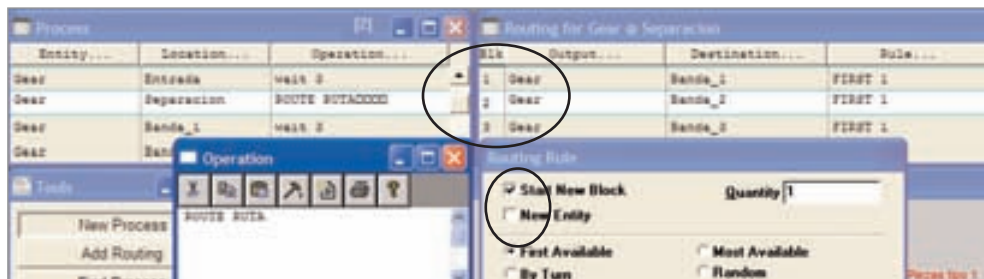 Process
Routing for Gear @ Separacion
Entity... Location... Operation...
Blk Output... Destination... Rule...
Gear Entrada wait 0
1 Gear Banda_1 FIRST 1
Gear Separacion ROUTE RUTA
2 Gear Banda_2 FIRST 1
Gear Banda_1 wait
3 Gear FIRST 1
Gear Ban
Operation
Routing Rule
Tools
Start New Block Quantity 1
New Entity
New Process
ROUTE RUTA
Add Routing
First Available Most Available
By Turn Random